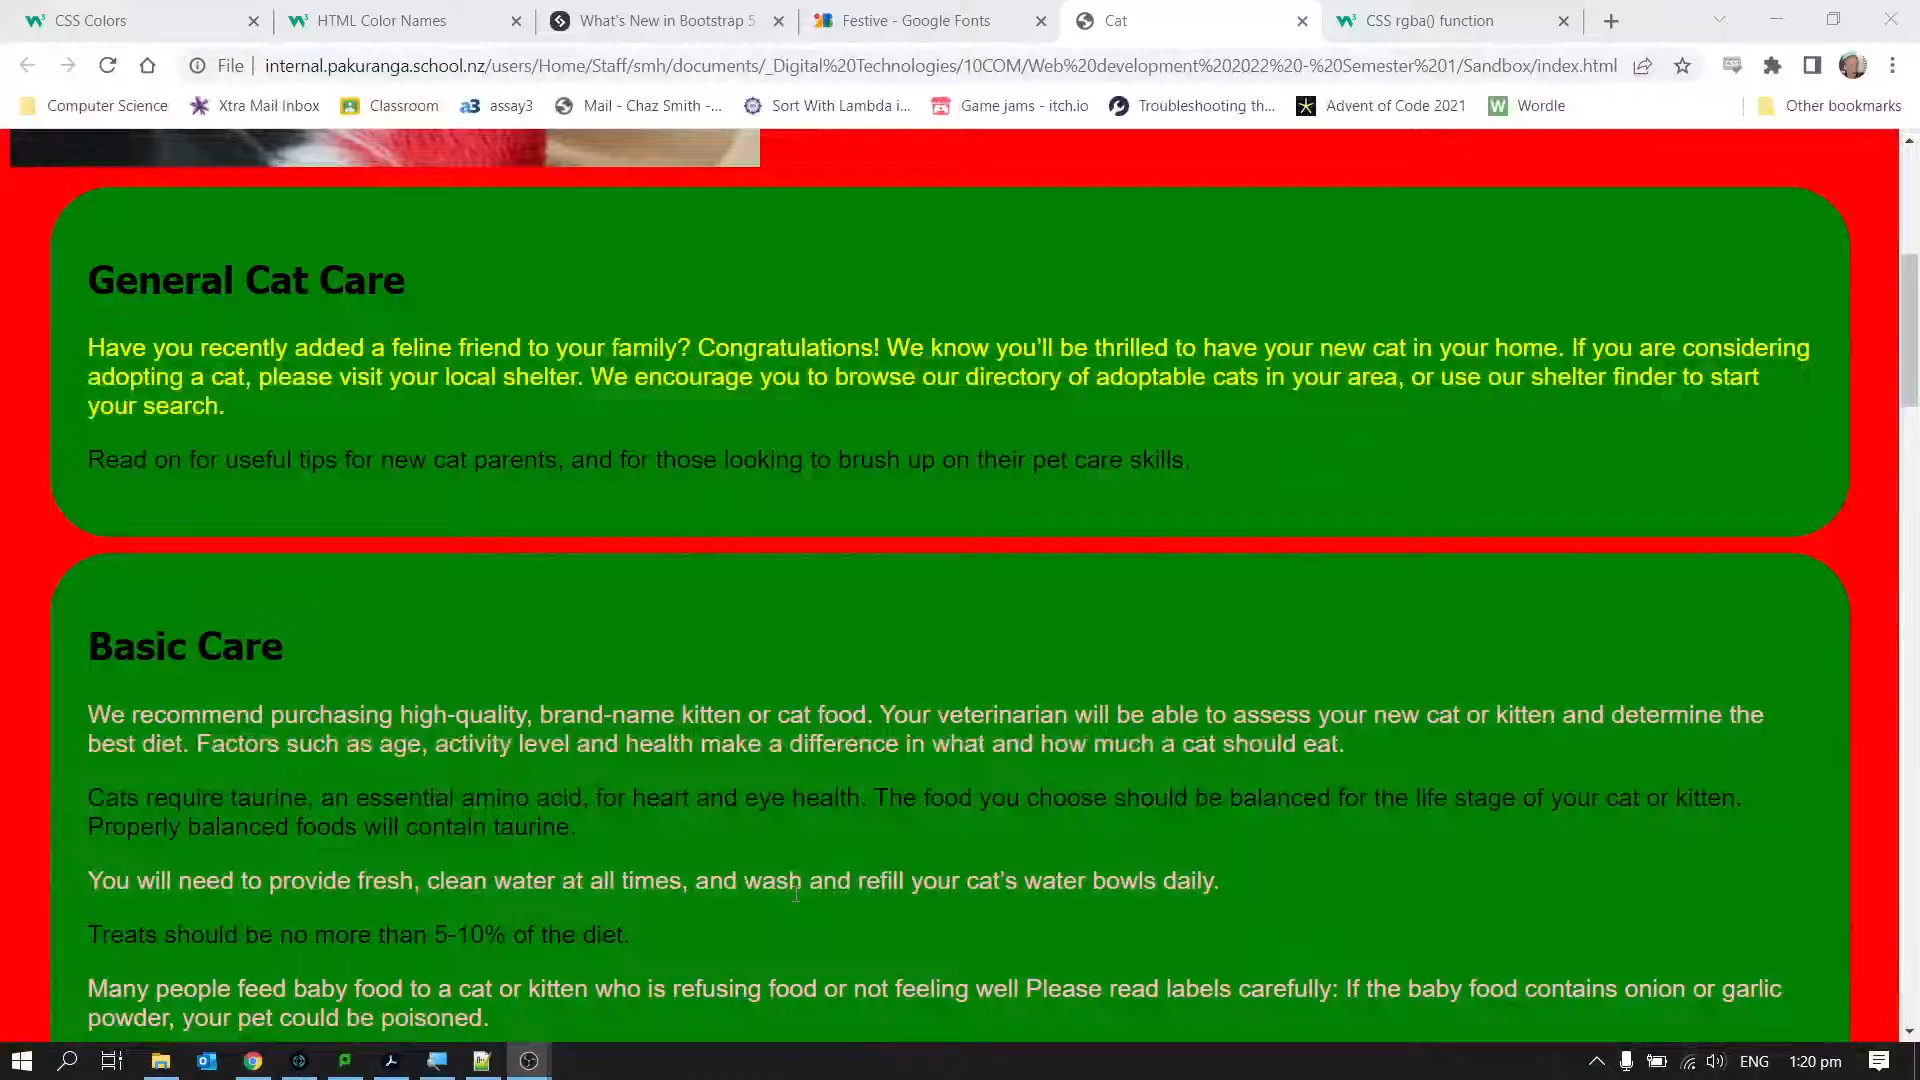 CSS Colors
HTML Color Names
What's New in Bootstrap 5
Festive - Google Fonts
Cat
CSS rgba() function
File
internal.pakuranga.school.nz/users/Home/Staff/smh/documents/_Digital%20Technologies/10COM/Web%20development%202022%20-%20Semester%201/Sandbox/index.html
Computer Science
Xtra Mail Inbox
Classroom
a3 assay3
Mail - Chaz Smith -...
Sort With Lambda i...
Game jams - itch.io
Troubleshooting th...
Advent of Code 2021
W Wordle
Other bookmarks
General Cat Care
Have you recently added a feline friend to your family? Congratulations! We know you’ll be thrilled to have your new cat in your home. If you are considering
adopting a cat, please visit your local shelter. We encourage you to browse our directory of adoptable cats in your area, or use our shelter finder to start
your search.
Read on for useful tips for new cat parents, and for those looking to brush up on their pet care skills.
Basic Care
We recommend purchasing high-quality, brand-name kitten or cat food. Your veterinarian will be able to assess your new cat or kitten and determine the
best diet. Factors such as age, activity level and health make a difference in what and how much a cat should eat.
Cats require taurine, an essential amino acid, for heart and eye health. The food you choose should be balanced for the life stage of your cat or kitten.
Properly balanced foods will contain taurine.
You will need to provide fresh, clean water at all times, and wash and refill your cat’s water bowls daily.
Treats should be no more than 5-10% of the diet.
Many people feed baby food to a cat or kitten who is refusing food or not feeling well Please read labels carefully: If the baby food contains onion or garlic
powder, your pet could be poisoned.
ENG
1:20 pm